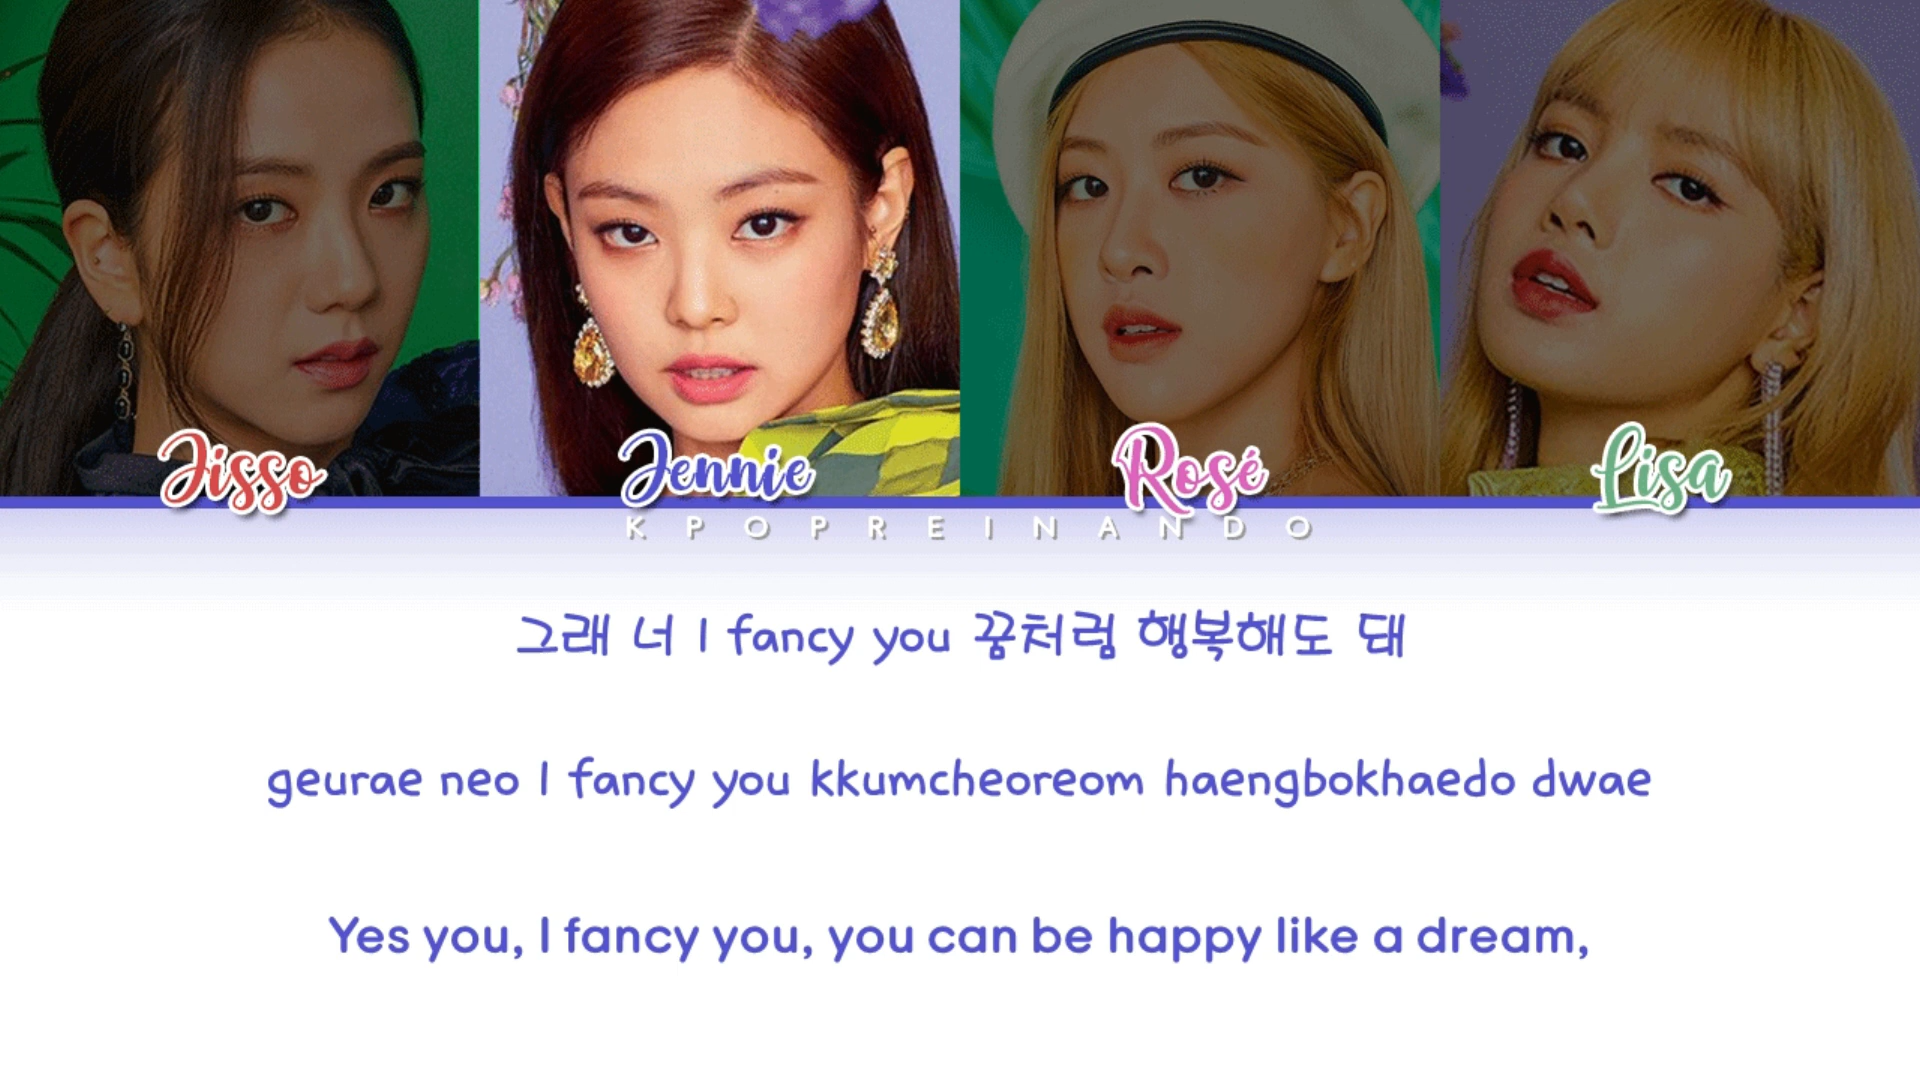 Jisso Jennie Rosé Lisa
KPOPREINANDO
그래 너 I fancy you 꿈처럼 행복해도 돼
geurae neo I fancy you kkumcheoreom haengbokhaedo dwae
Yes you, I fancy you, you can be happy like a dream,